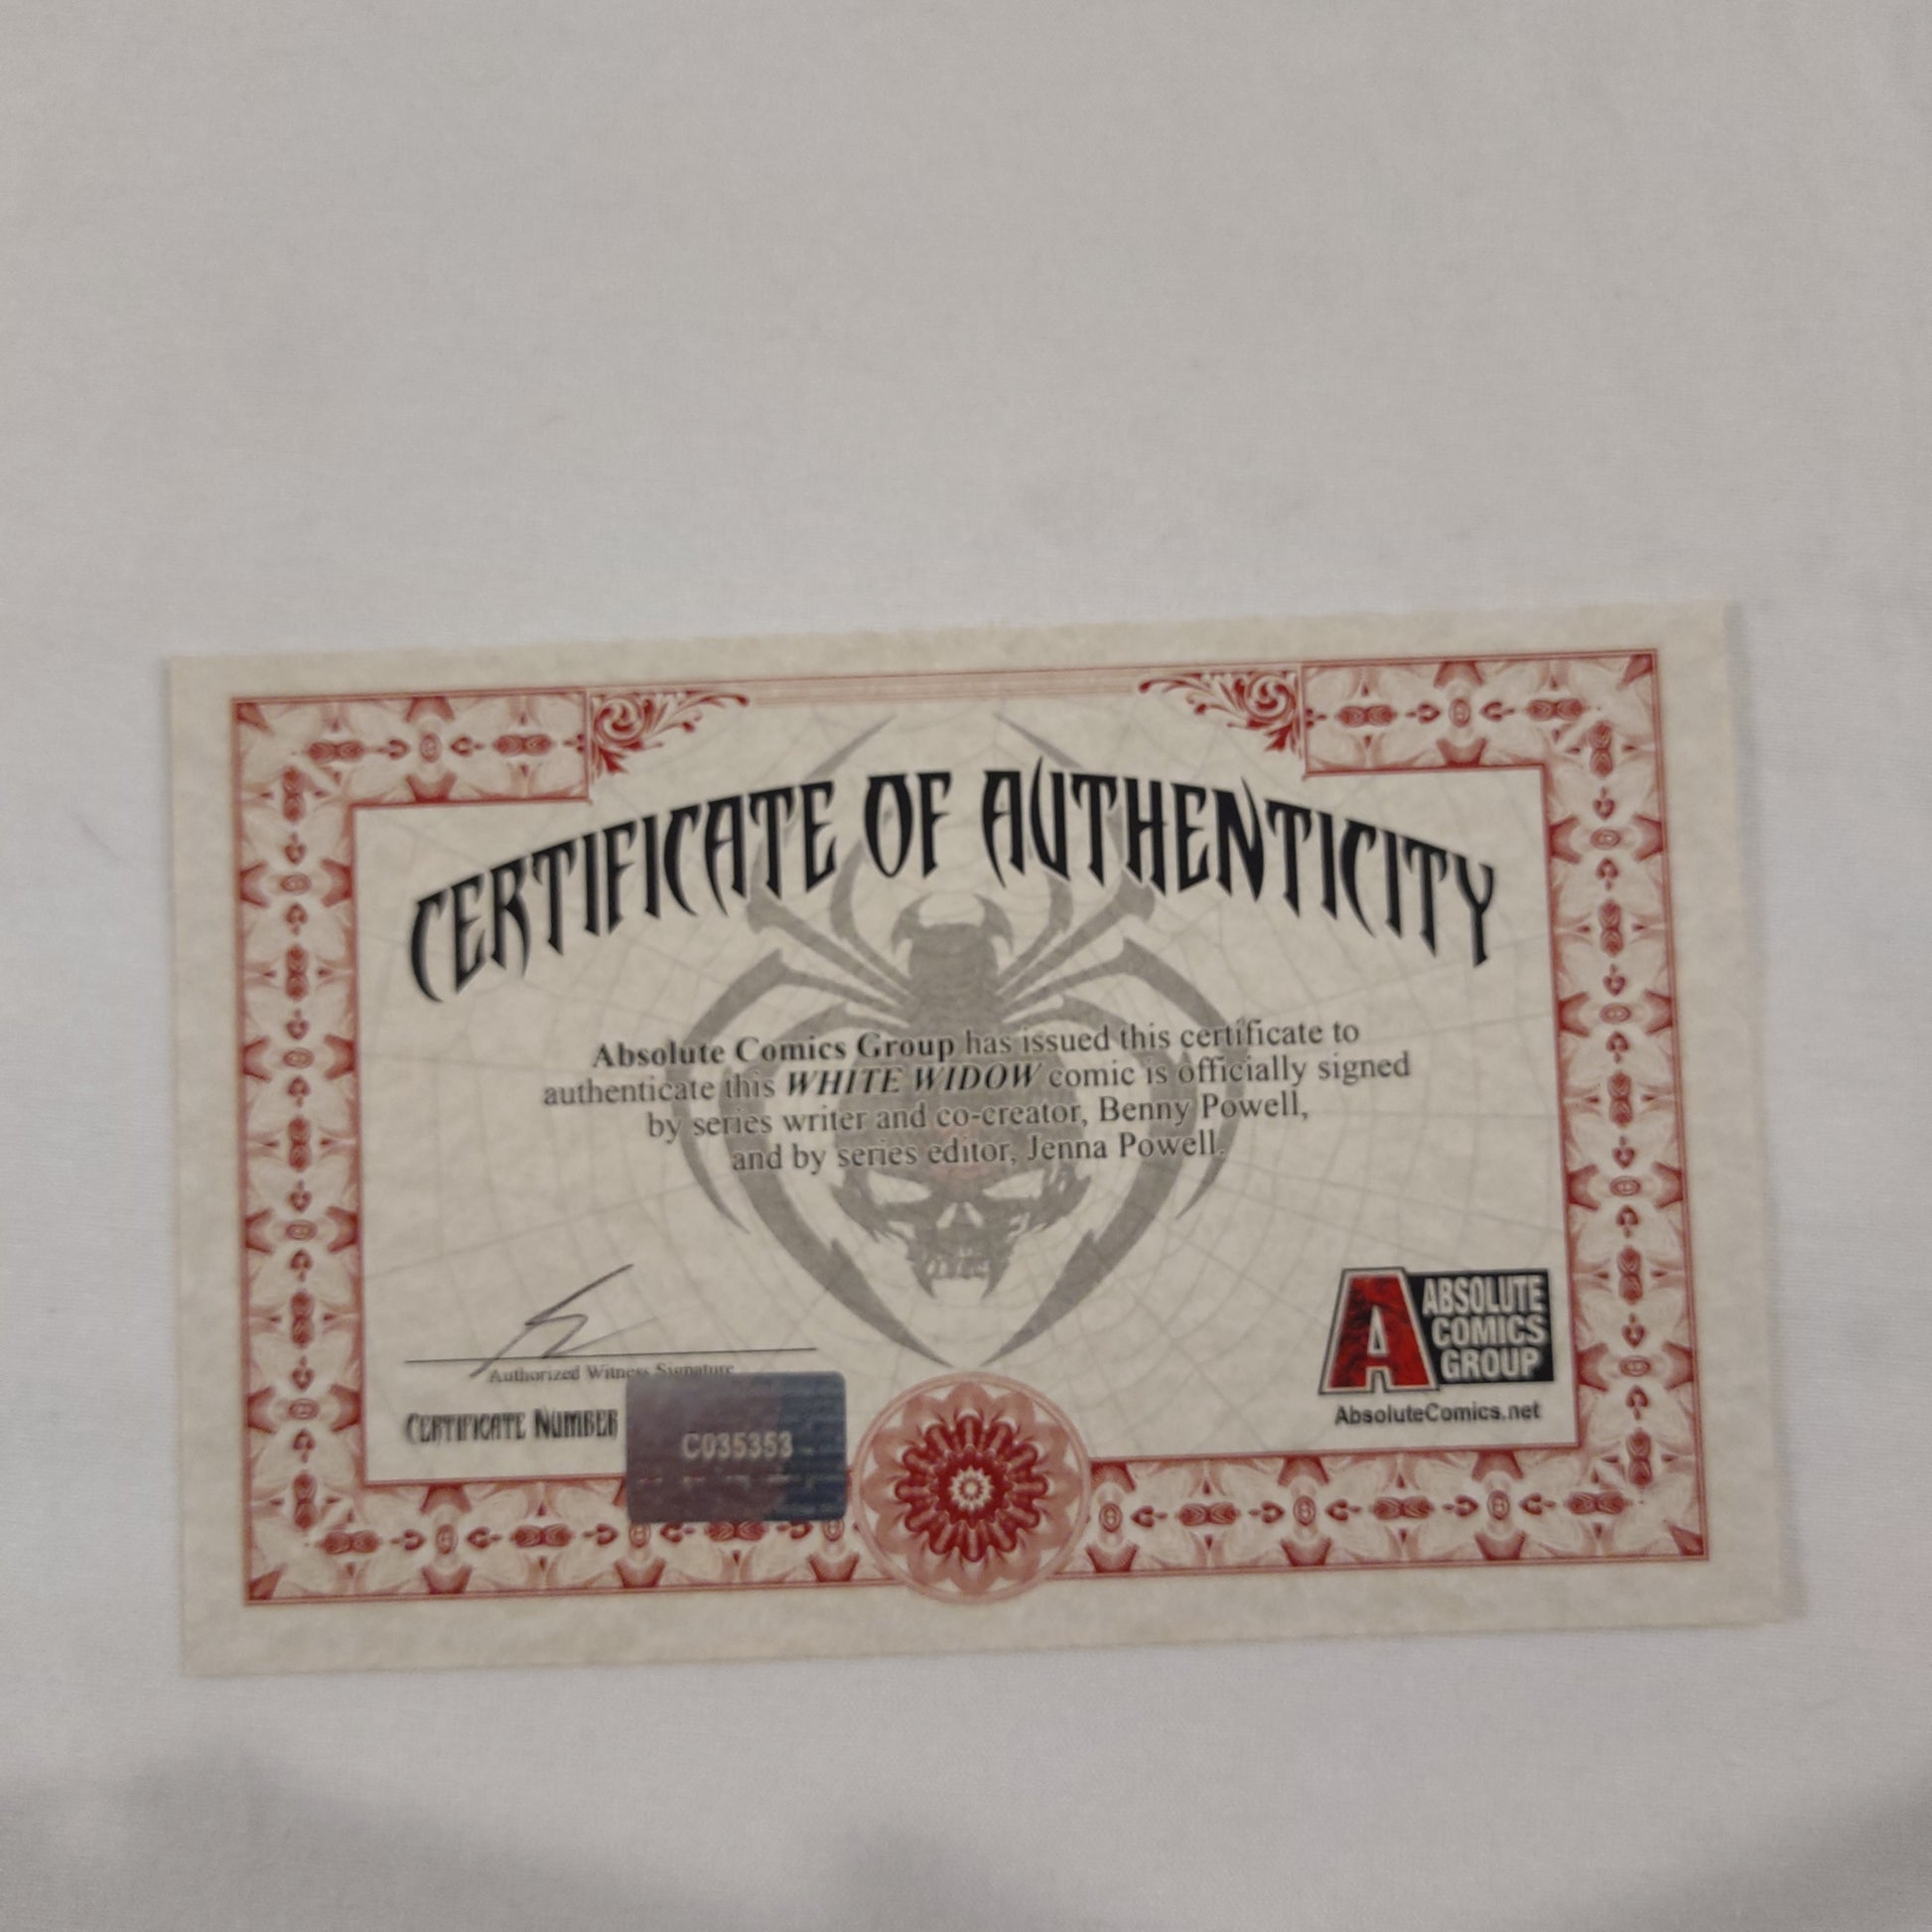 CERTIFICATE OF AUTHENTICITY
Absolute Comics Group has issued this certificate to
authenticate this WHITE WIDOW comic is officially signed
by series writer and co-creator, Benny Powell,
and by series editor, Jenna Powell.
Authorized Witness Signature
CERTIFICATE NUMBER
C035353
A ABSOLUTE
COMICS
GROUP
AbsoluteComics.net